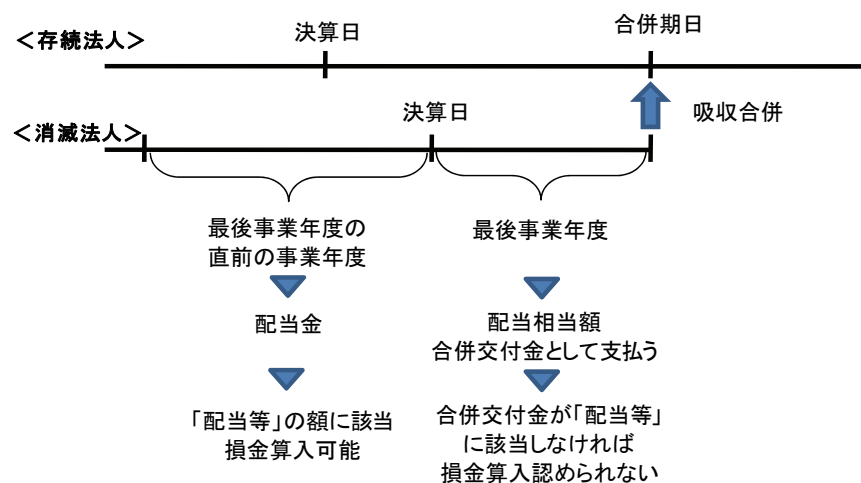 <存続法人>
決算日
合併期日
吸収合併
<消滅法人>
決算日
最後事業年度の
直前の事業年度
最後事業年度
配当金
配当相当額
合併交付金として支払う
「配当等」の額に該当
損金算入可能
合併交付金が「配当等」
に該当しなければ
損金算入認められない